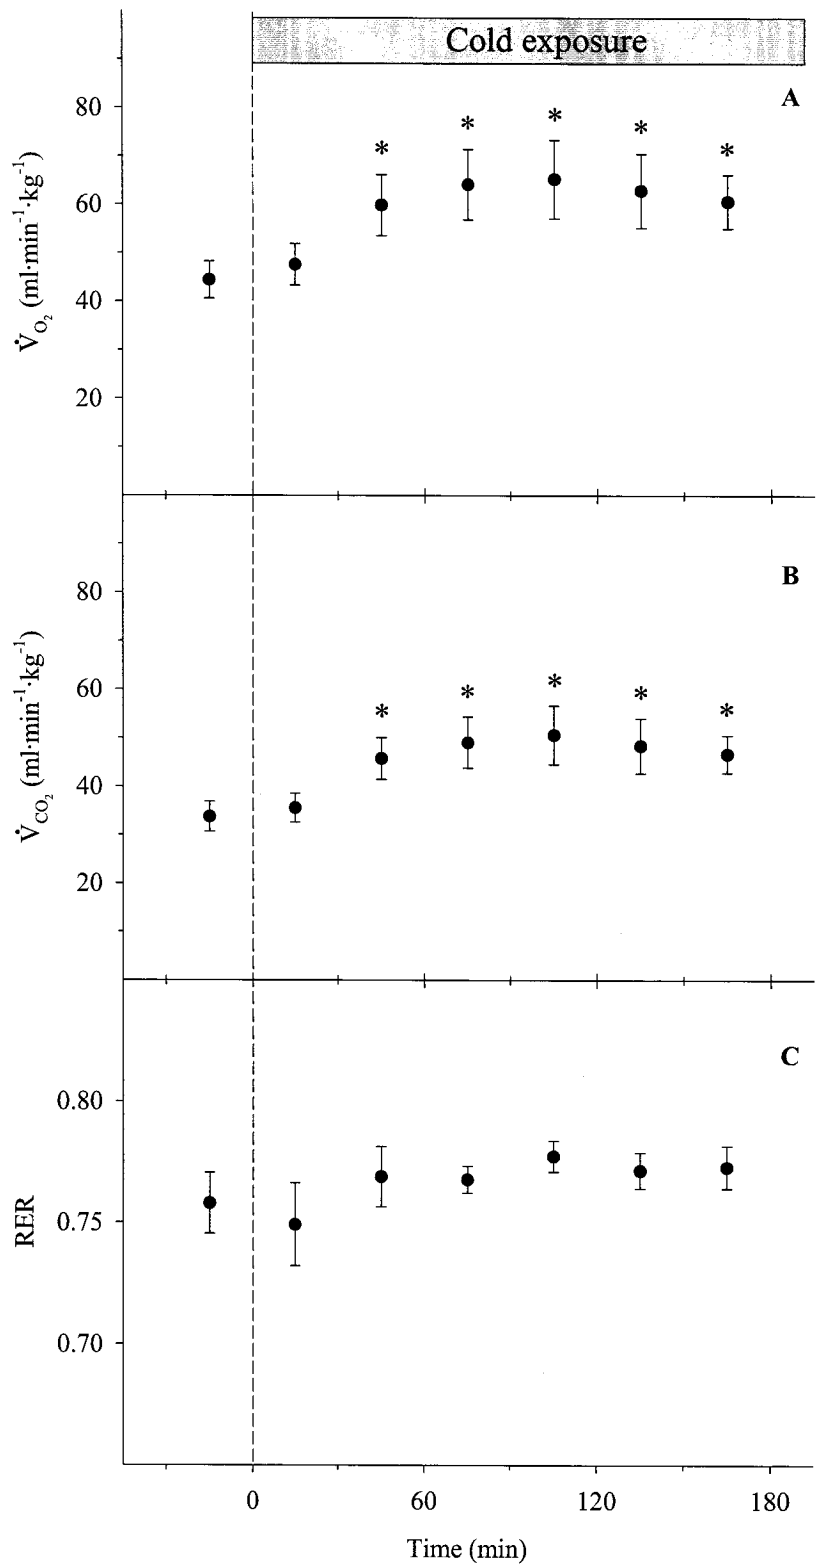 Cold exposure
A
80
60
40
20
V̇O₂ (ml·min⁻¹·kg⁻¹)
* * * * *
B
80
60
40
20
V̇CO₂ (ml·min⁻¹·kg⁻¹)
* * * * *
C
0.80
0.75
0.70
RER
0 60 120 180
Time (min)